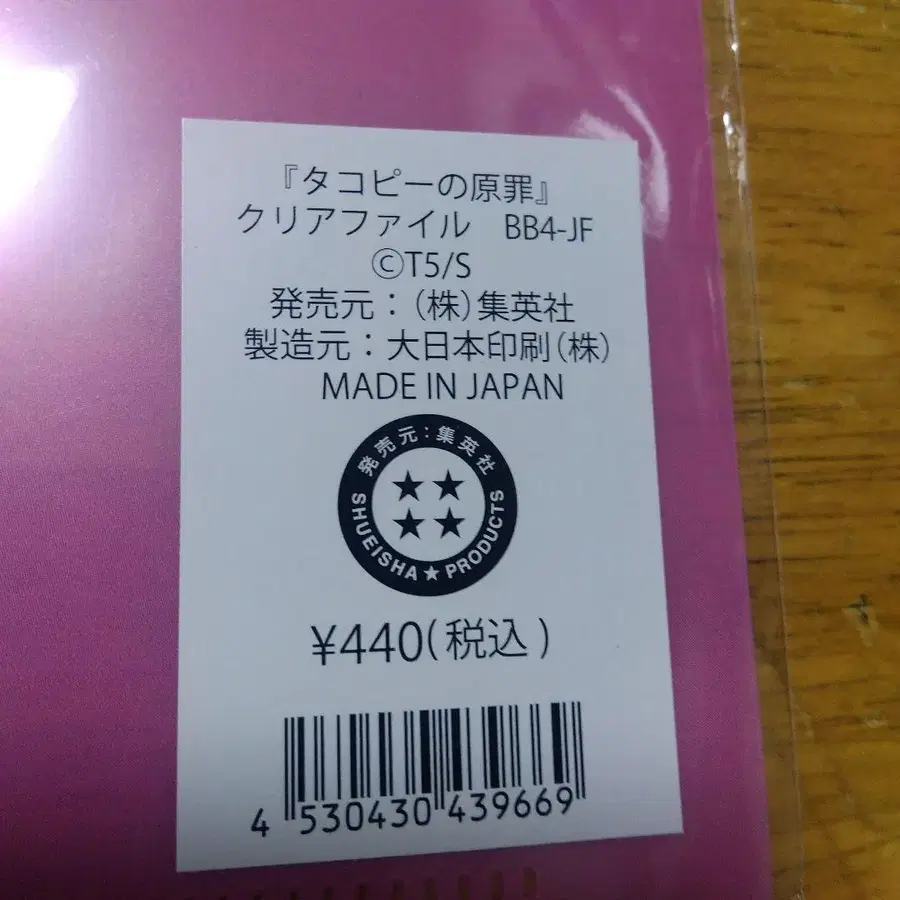 『タコピーの原罪』
クリアファイル BB4-JF
©T5/S
発売元：（株）集英社
製造元：大日本印刷（株）
MADE IN JAPAN
発売元：集英社
SHUEISHA★PRODUCTS
¥440（税込）
4 530430 439669